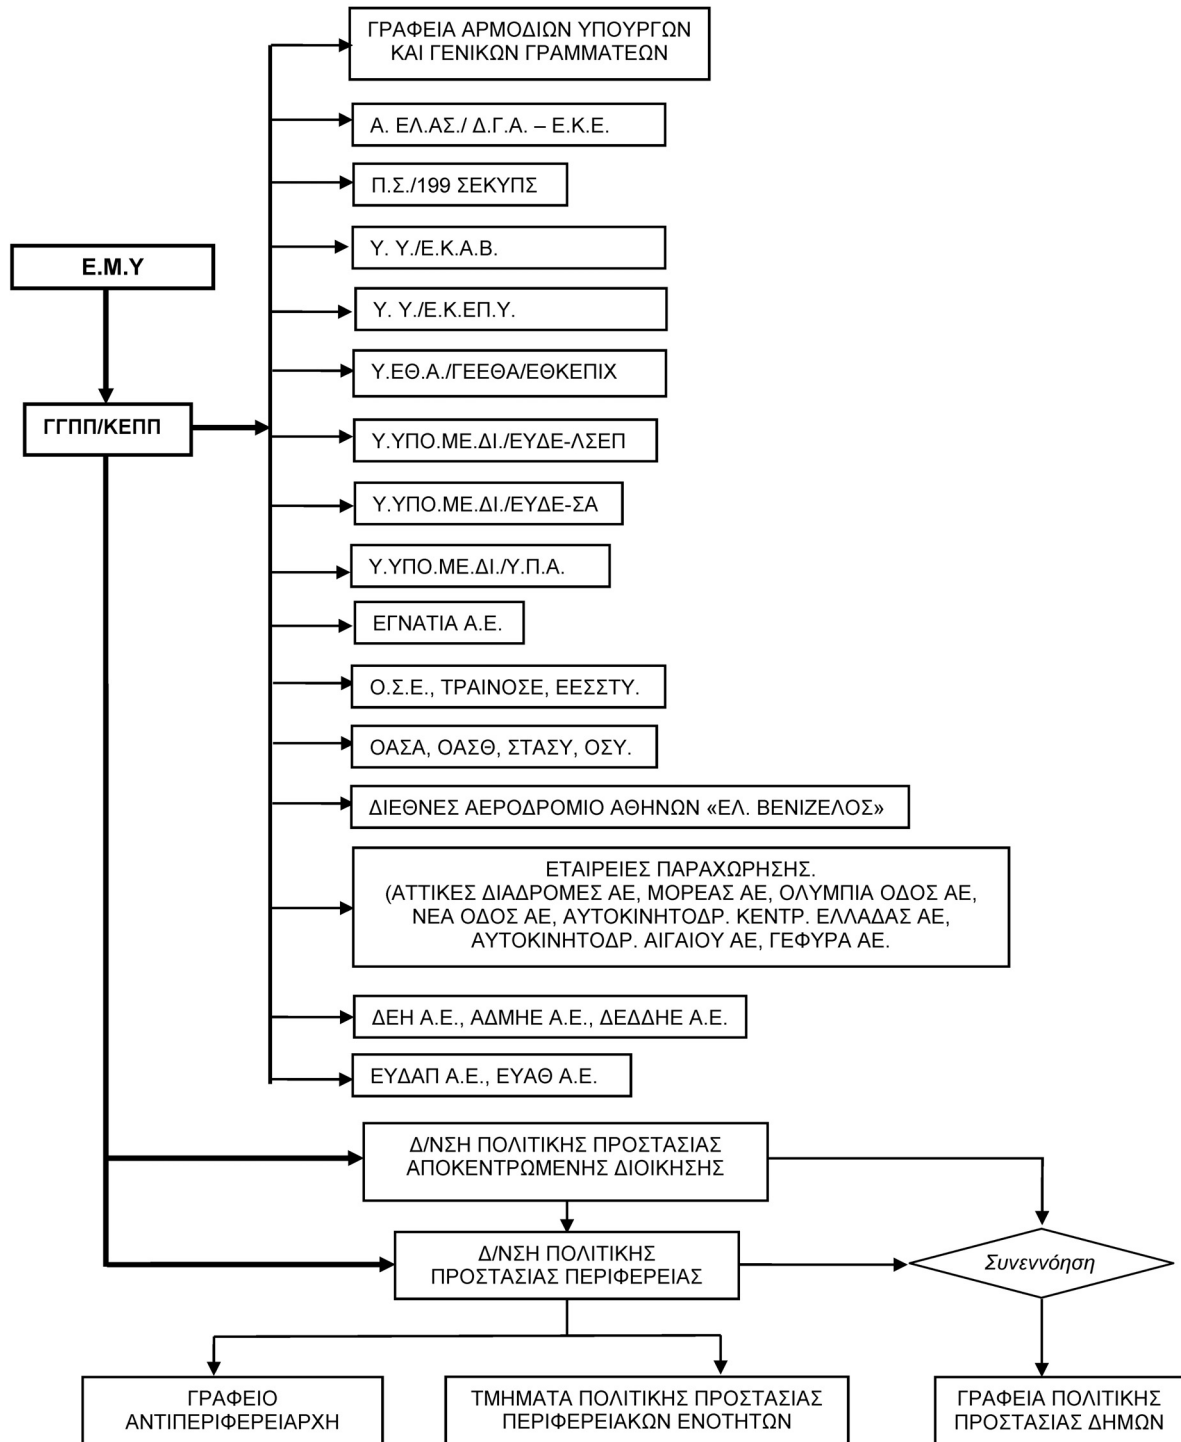 ΓΡΑΦΕΙΑ ΑΡΜΟΔΙΩΝ ΥΠΟΥΡΓΩΝ
ΚΑΙ ΓΕΝΙΚΩΝ ΓΡΑΜΜΑΤΕΩΝ
Α. ΕΛ.ΑΣ./ Δ.Γ.Α. – Ε.Κ.Ε.
Π.Σ./199 ΣΕΚΥΠΣ
Υ. Υ./Ε.Κ.Α.Β.
Ε.Μ.Υ
Υ. Υ./Ε.Κ.ΕΠ.Υ.
Υ.ΕΘ.Α./ΓΕΕΘΑ/ΕΘΚΕΠΙΧ
ΓΓΠΠ/ΚΕΠΠ
Υ.ΥΠΟ.ΜΕ.ΔΙ./ΕΥΔΕ-ΛΣΕΠ
Υ.ΥΠΟ.ΜΕ.ΔΙ./ΕΥΔΕ-ΣΑ
Υ.ΥΠΟ.ΜΕ.ΔΙ./Υ.Π.Α.
ΕΓΝΑΤΙΑ Α.Ε.
Ο.Σ.Ε., ΤΡΑΙΝΟΣΕ, ΕΕΣΣΤΥ.
ΟΑΣΑ, ΟΑΣΘ, ΣΤΑΣΥ, ΟΣΥ.
ΔΙΕΘΝΕΣ ΑΕΡΟΔΡΟΜΙΟ ΑΘΗΝΩΝ «ΕΛ. ΒΕΝΙΖΕΛΟΣ»
ΕΤΑΙΡΕΙΕΣ ΠΑΡΑΧΩΡΗΣΗΣ.
(ΑΤΤΙΚΕΣ ΔΙΑΔΡΟΜΕΣ ΑΕ, ΜΟΡΕΑΣ ΑΕ, ΟΛΥΜΠΙΑ ΟΔΟΣ ΑΕ,
ΝΕΑ ΟΔΟΣ ΑΕ, ΑΥΤΟΚΙΝΗΤΟΔΡ. ΚΕΝΤΡ. ΕΛΛΑΔΑΣ ΑΕ,
ΑΥΤΟΚΙΝΗΤΟΔΡ. ΑΙΓΑΙΟΥ ΑΕ, ΓΕΦΥΡΑ ΑΕ.
ΔΕΗ Α.Ε., ΑΔΜΗΕ Α.Ε., ΔΕΔΔΗΕ Α.Ε.
ΕΥΔΑΠ Α.Ε., ΕΥΑΘ Α.Ε.
Δ/ΝΣΗ ΠΟΛΙΤΙΚΗΣ ΠΡΟΣΤΑΣΙΑΣ
ΑΠΟΚΕΝΤΡΩΜΕΝΗΣ ΔΙΟΙΚΗΣΗΣ
Δ/ΝΣΗ ΠΟΛΙΤΙΚΗΣ
ΠΡΟΣΤΑΣΙΑΣ ΠΕΡΙΦΕΡΕΙΑΣ
Συνεννόηση
ΓΡΑΦΕΙΟ
ΑΝΤΙΠΕΡΙΦΕΡΕΙΑΡΧΗ
ΤΜΗΜΑΤΑ ΠΟΛΙΤΙΚΗΣ ΠΡΟΣΤΑΣΙΑΣ
ΠΕΡΙΦΕΡΕΙΑΚΩΝ ΕΝΟΤΗΤΩΝ
ΓΡΑΦΕΙΑ ΠΟΛΙΤΙΚΗΣ
ΠΡΟΣΤΑΣΙΑΣ ΔΗΜΩΝ